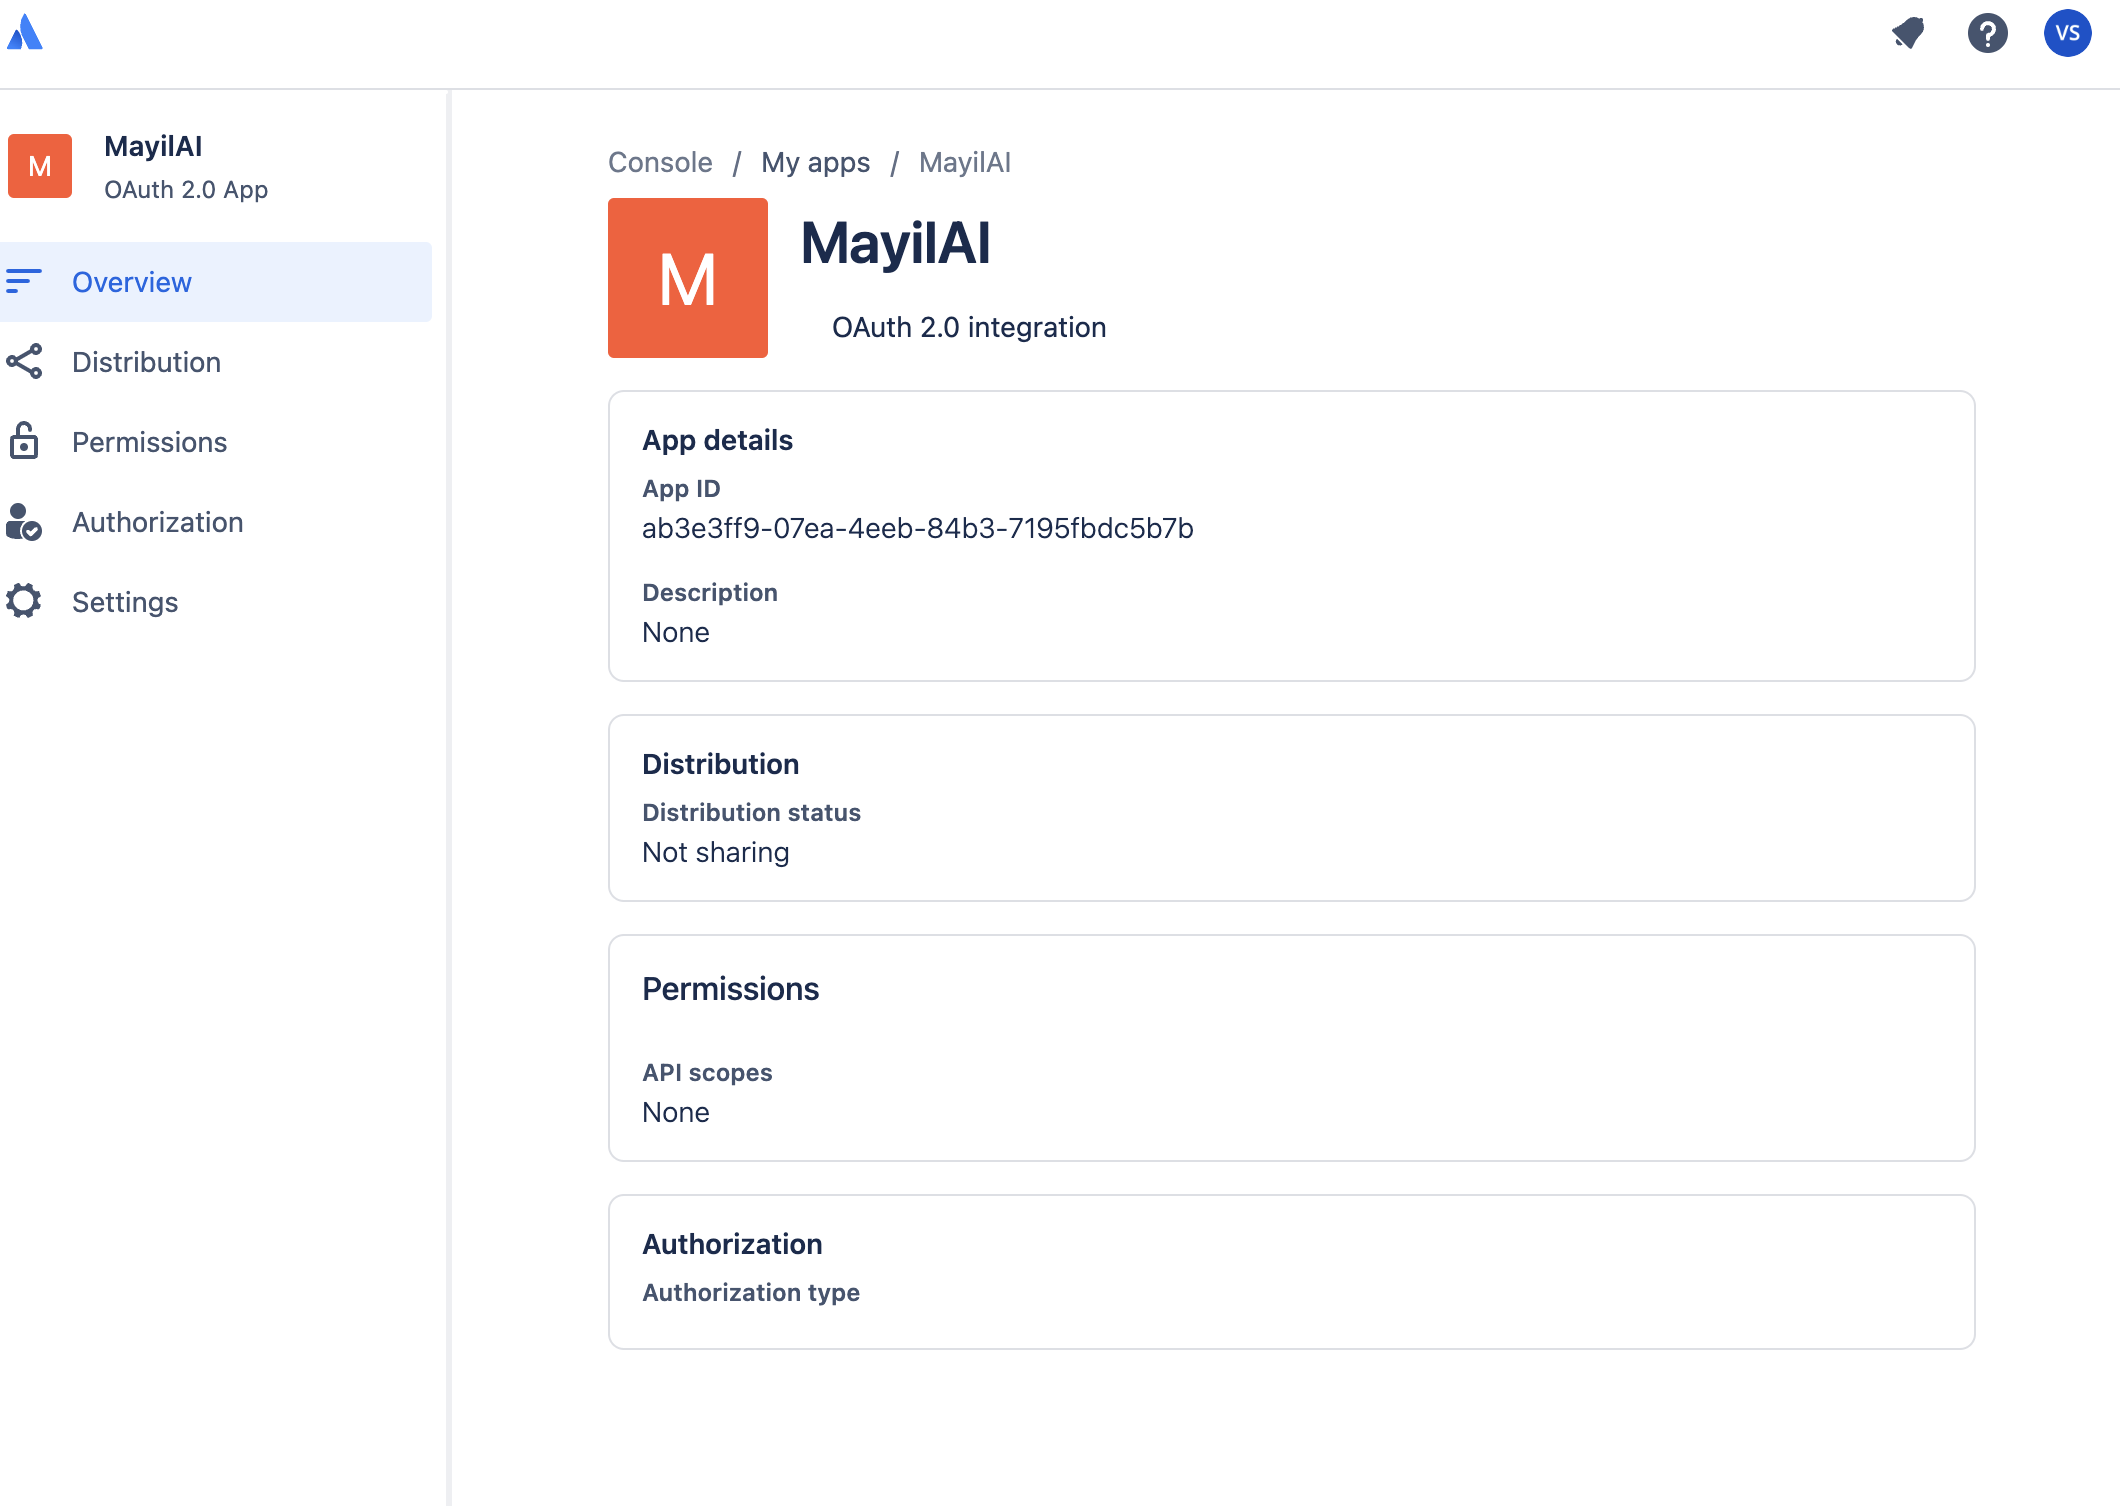 VS
M
MayilAI
OAuth 2.0 App
Overview
Distribution
Permissions
Authorization
Settings
Console / My apps / MayilAI
M
MayilAI
OAuth 2.0 integration
App details
App ID
ab3e3ff9-07ea-4eeb-84b3-7195fbdc5b7b
Description
None
Distribution
Distribution status
Not sharing
Permissions
API scopes
None
Authorization
Authorization type